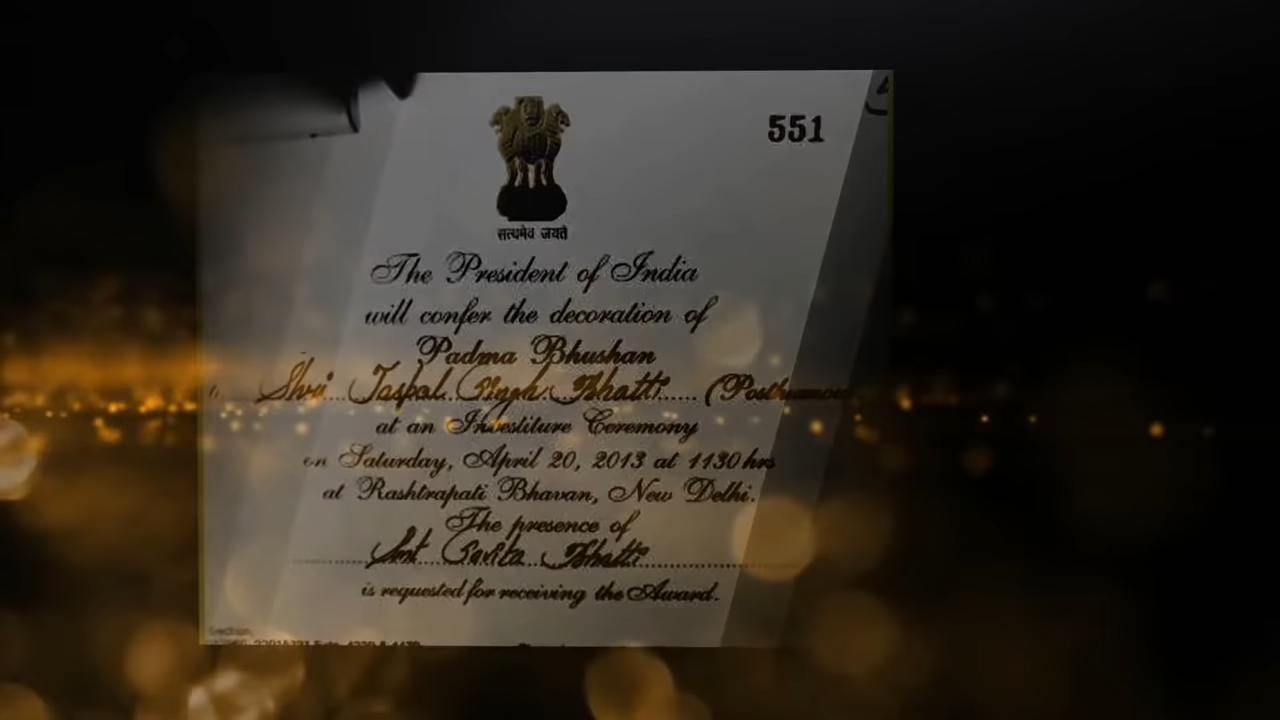 551
सत्यमेव जयते
The President of India
will confer the decoration of
Padma Bhushan
Shri Jaspal Singh Bhatti (Posthumous
at an Investiture Ceremony
on Saturday, April 20, 2013 at 1130 hrs
at Rashtrapati Bhavan, New Delhi.
The presence of
Smt Savita Bhatti
is requested for receiving the Award.